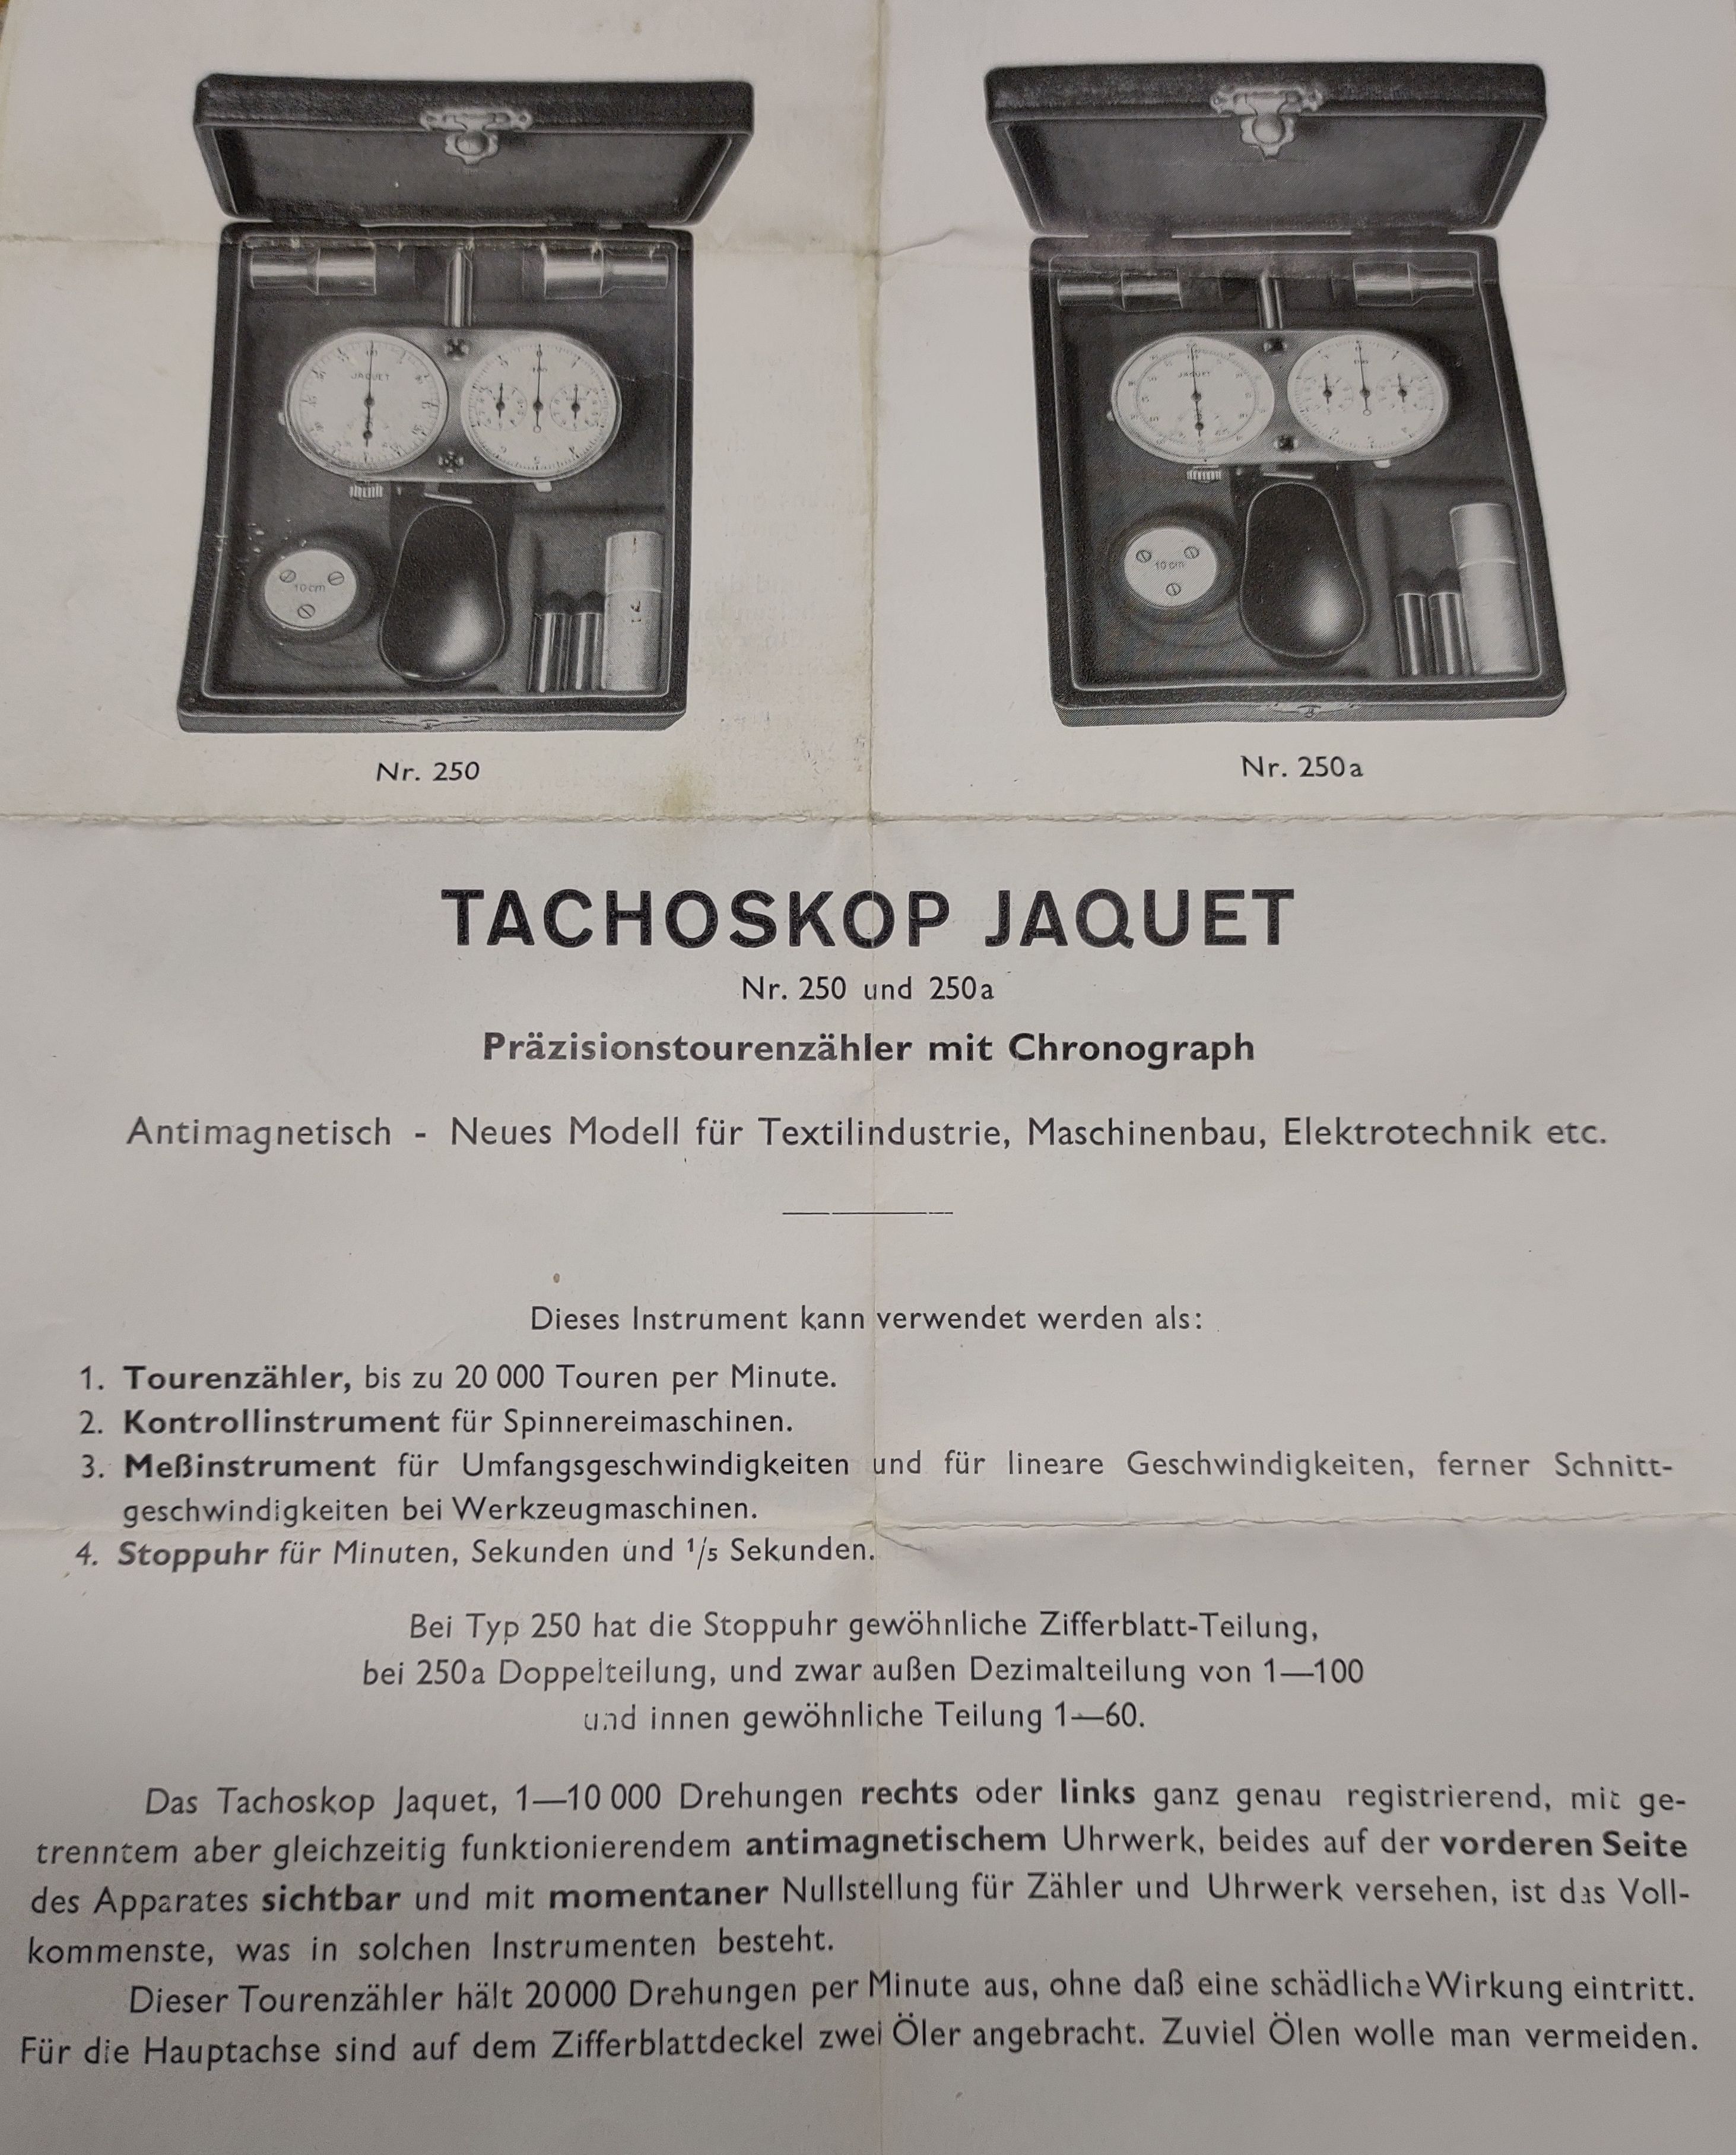 JAQUET
JAQUET
10 cm
10 cm
Nr. 250
Nr. 250a
TACHOSKOP JAQUET
Nr. 250 und 250a
Präzisionstourenzähler mit Chronograph
Antimagnetisch - Neues Modell für Textilindustrie, Maschinenbau, Elektrotechnik etc.
Dieses Instrument kann verwendet werden als:
1. Tourenzähler, bis zu 20 000 Touren per Minute.
2. Kontrollinstrument für Spinnereimaschinen.
3. Meßinstrument für Umfangsgeschwindigkeiten und für lineare Geschwindigkeiten, ferner Schnitt-
geschwindigkeiten bei Werkzeugmaschinen.
4. Stoppuhr für Minuten, Sekunden und ¹/₅ Sekunden.
Bei Typ 250 hat die Stoppuhr gewöhnliche Zifferblatt-Teilung,
bei 250a Doppelteilung, und zwar außen Dezimalteilung von 1—100
und innen gewöhnliche Teilung 1—60.
Das Tachoskop Jaquet, 1—10 000 Drehungen rechts oder links ganz genau registrierend, mit ge-
trenntem aber gleichzeitig funktionierendem antimagnetischem Uhrwerk, beides auf der vorderen Seite
des Apparates sichtbar und mit momentaner Nullstellung für Zähler und Uhrwerk versehen, ist das Voll-
kommenste, was in solchen Instrumenten besteht.
Dieser Tourenzähler hält 20000 Drehungen per Minute aus, ohne daß eine schädliche Wirkung eintritt.
Für die Hauptachse sind auf dem Zifferblattdeckel zwei Öler angebracht. Zuviel Ölen wolle man vermeiden.